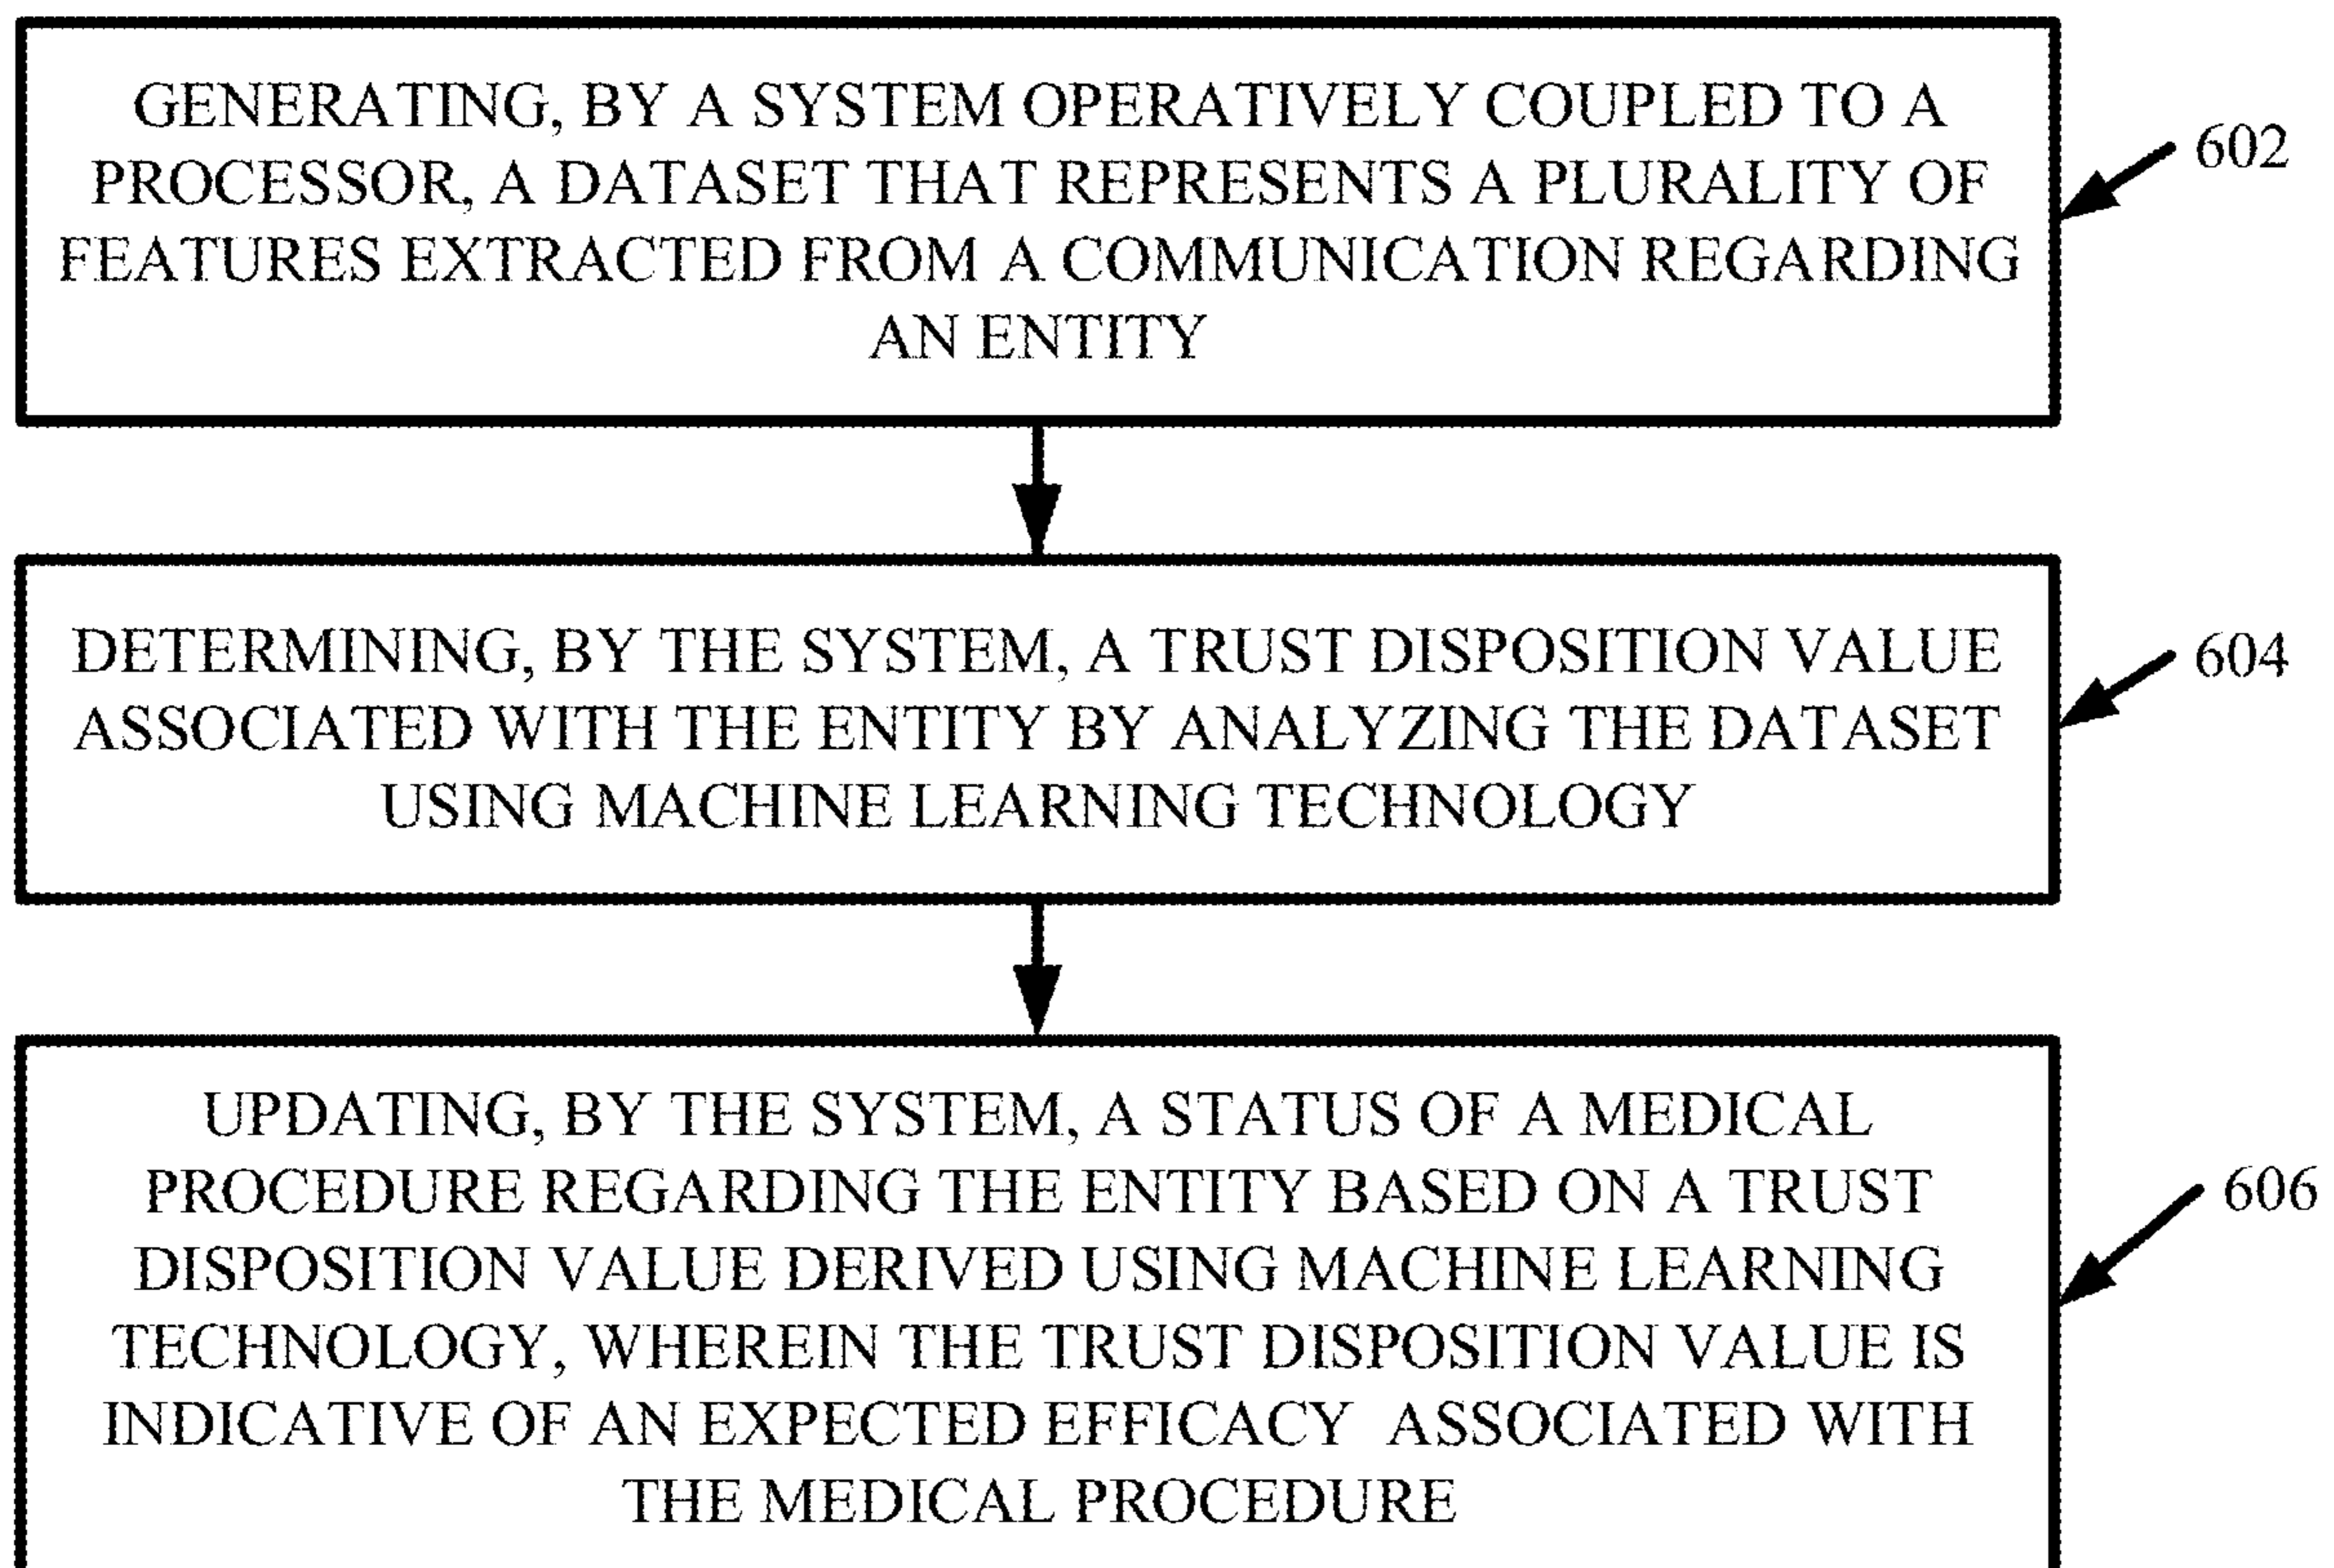 GENERATING, BY A SYSTEM OPERATIVELY COUPLED TO A
PROCESSOR, A DATASET THAT REPRESENTS A PLURALITY OF
FEATURES EXTRACTED FROM A COMMUNICATION REGARDING
AN ENTITY
602
DETERMINING, BY THE SYSTEM, A TRUST DISPOSITION VALUE
ASSOCIATED WITH THE ENTITY BY ANALYZING THE DATASET
USING MACHINE LEARNING TECHNOLOGY
604
UPDATING, BY THE SYSTEM, A STATUS OF A MEDICAL
PROCEDURE REGARDING THE ENTITY BASED ON A TRUST
DISPOSITION VALUE DERIVED USING MACHINE LEARNING
TECHNOLOGY, WHEREIN THE TRUST DISPOSITION VALUE IS
INDICATIVE OF AN EXPECTED EFFICACY ASSOCIATED WITH
THE MEDICAL PROCEDURE
606